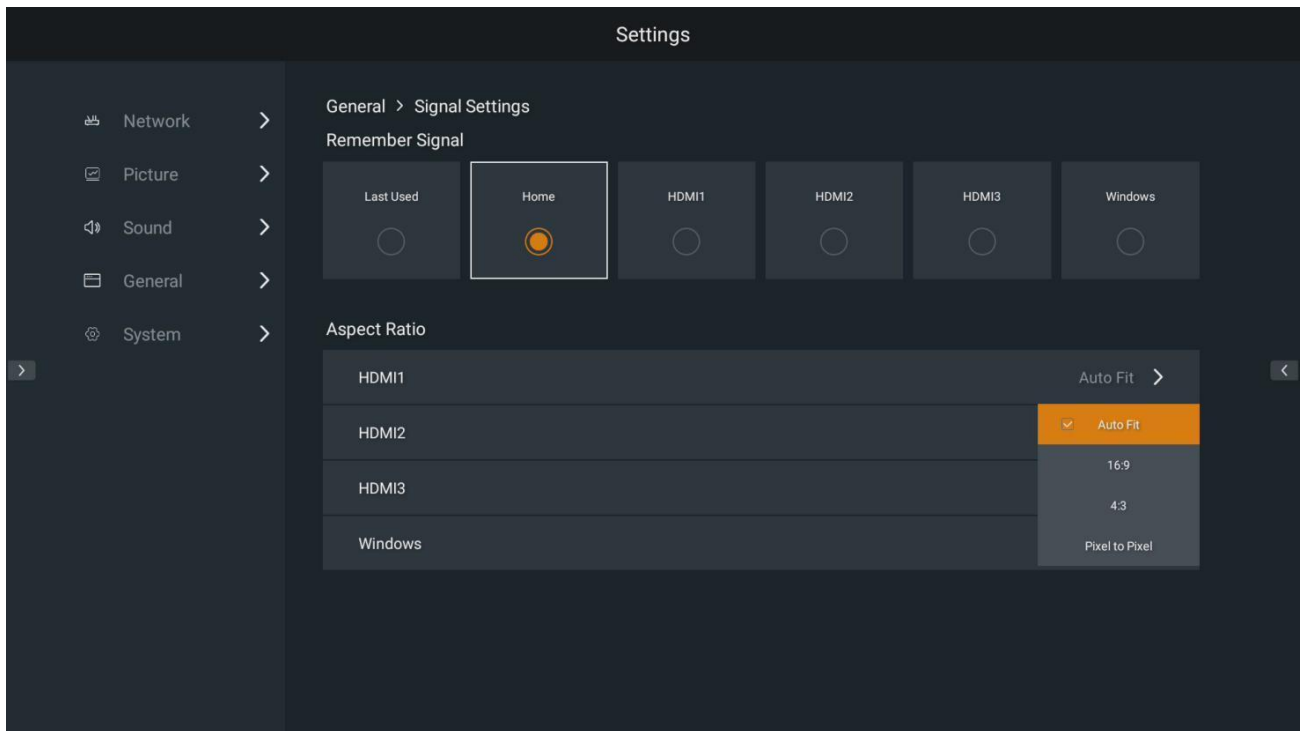 Settings
Network
Picture
Sound
General
System
General > Signal Settings
Remember Signal
Last Used
Home
HDMI1
HDMI2
HDMI3
Windows
Aspect Ratio
HDMI1 Auto Fit
HDMI2
HDMI3
Windows
Auto Fit
16:9
4:3
Pixel to Pixel